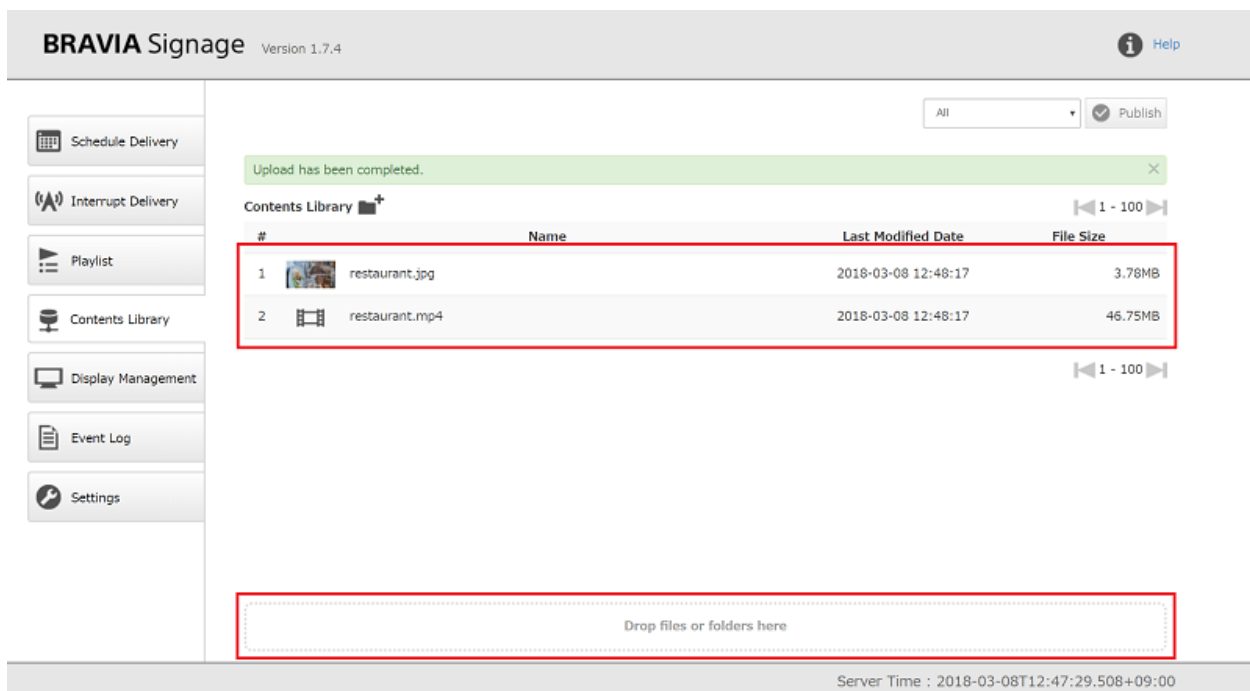 BRAVIA Signage Version 1.7.4
Help
All
Publish
Schedule Delivery
Interrupt Delivery
Playlist
Contents Library
Display Management
Event Log
Settings
Upload has been completed.
Contents Library
1 - 100
# Name Last Modified Date File Size
1 restaurant.jpg 2018-03-08 12:48:17 3.78MB
2 restaurant.mp4 2018-03-08 12:48:17 46.75MB
1 - 100
Drop files or folders here
Server Time : 2018-03-08T12:47:29.508+09:00